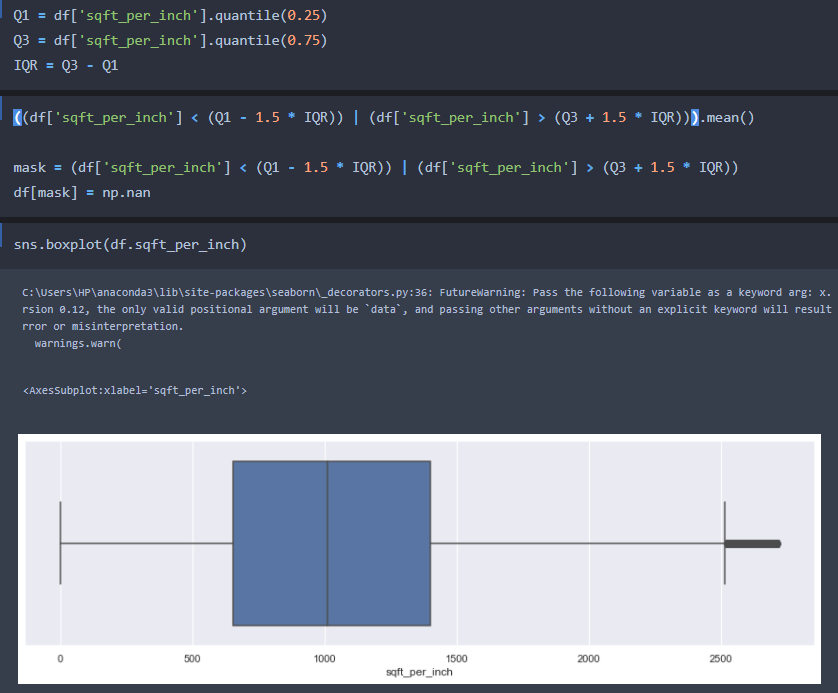 Q1 = df['sqft_per_inch'].quantile(0.25)
Q3 = df['sqft_per_inch'].quantile(0.75)
IQR = Q3 - Q1
((df['sqft_per_inch'] < (Q1 - 1.5 * IQR)) | (df['sqft_per_inch'] > (Q3 + 1.5 * IQR))).mean()
mask = (df['sqft_per_inch'] < (Q1 - 1.5 * IQR)) | (df['sqft_per_inch'] > (Q3 + 1.5 * IQR))
df[mask] = np.nan
sns.boxplot(df.sqft_per_inch)
C:\Users\HP\anaconda3\lib\site-packages\seaborn\_decorators.py:36: FutureWarning: Pass the following variable as a keyword arg: x.
rsion 0.12, the only valid positional argument will be `data`, and passing other arguments without an explicit keyword will result
rror or misinterpretation.
warnings.warn(
<AxesSubplot:xlabel='sqft_per_inch'>
0 500 1000 1500 2000 2500
sqft_per_inch